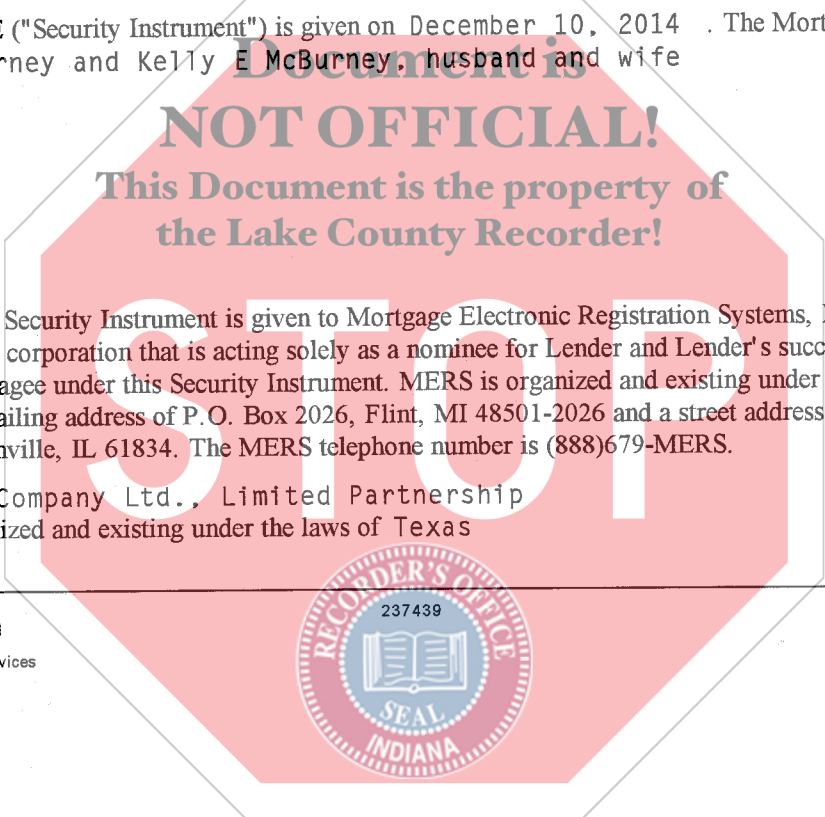 ("Security Instrument") is given on December 10, 2014 . The Mort
rney and Kelly E McBurney, husband and wife
Document is
NOT OFFICIAL!
This Document is the property of
the Lake County Recorder!
STOP
Security Instrument is given to Mortgage Electronic Registration Systems,
corporation that is acting solely as a nominee for Lender and Lender's succ
agee under this Security Instrument. MERS is organized and existing under
ailing address of P.O. Box 2026, Flint, MI 48501-2026 and a street address
ville, IL 61834. The MERS telephone number is (888)679-MERS.
Company Ltd., Limited Partnership
ized and existing under the laws of Texas
RECORDER'S OFFICE
237439
SEAL
INDIANA
vices